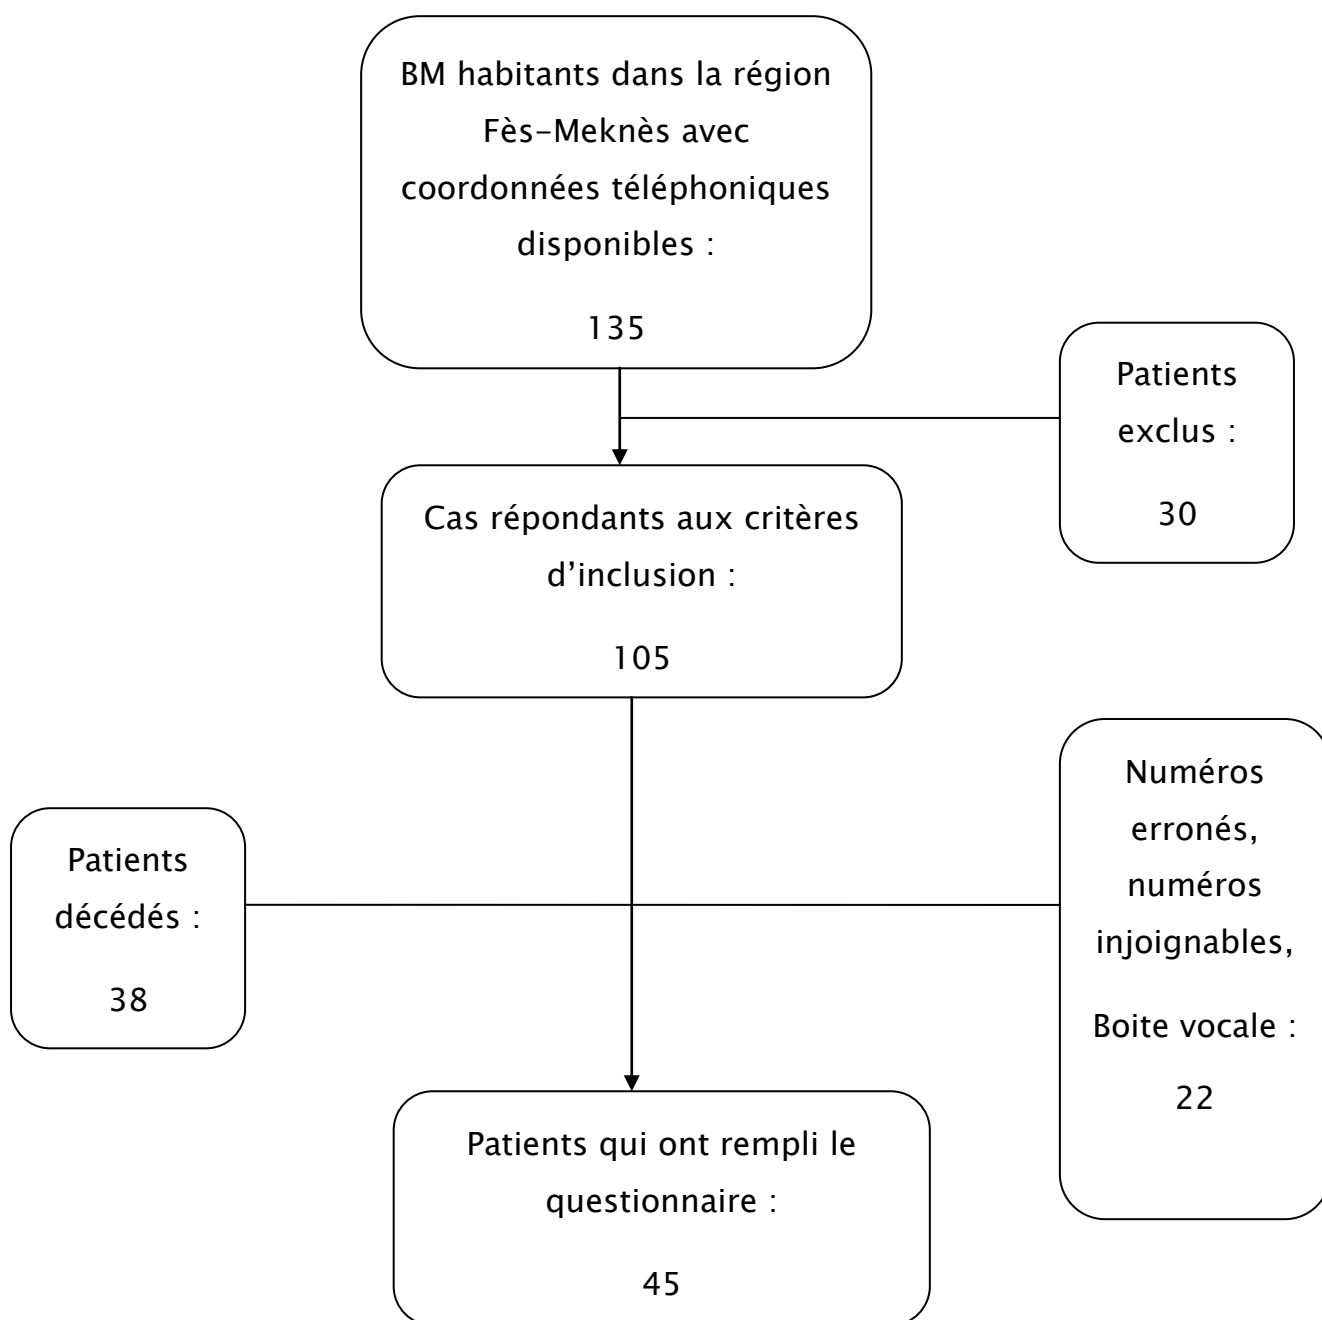 BM habitants dans la région
Fès-Meknès avec
coordonnées téléphoniques
disponibles :
135
Patients
exclus :
30
Cas répondants aux critères
d’inclusion :
105
Patients
décédés :
38
Numéros
erronés,
numéros
injoignables,
Boite vocale :
22
Patients qui ont rempli le
questionnaire :
45